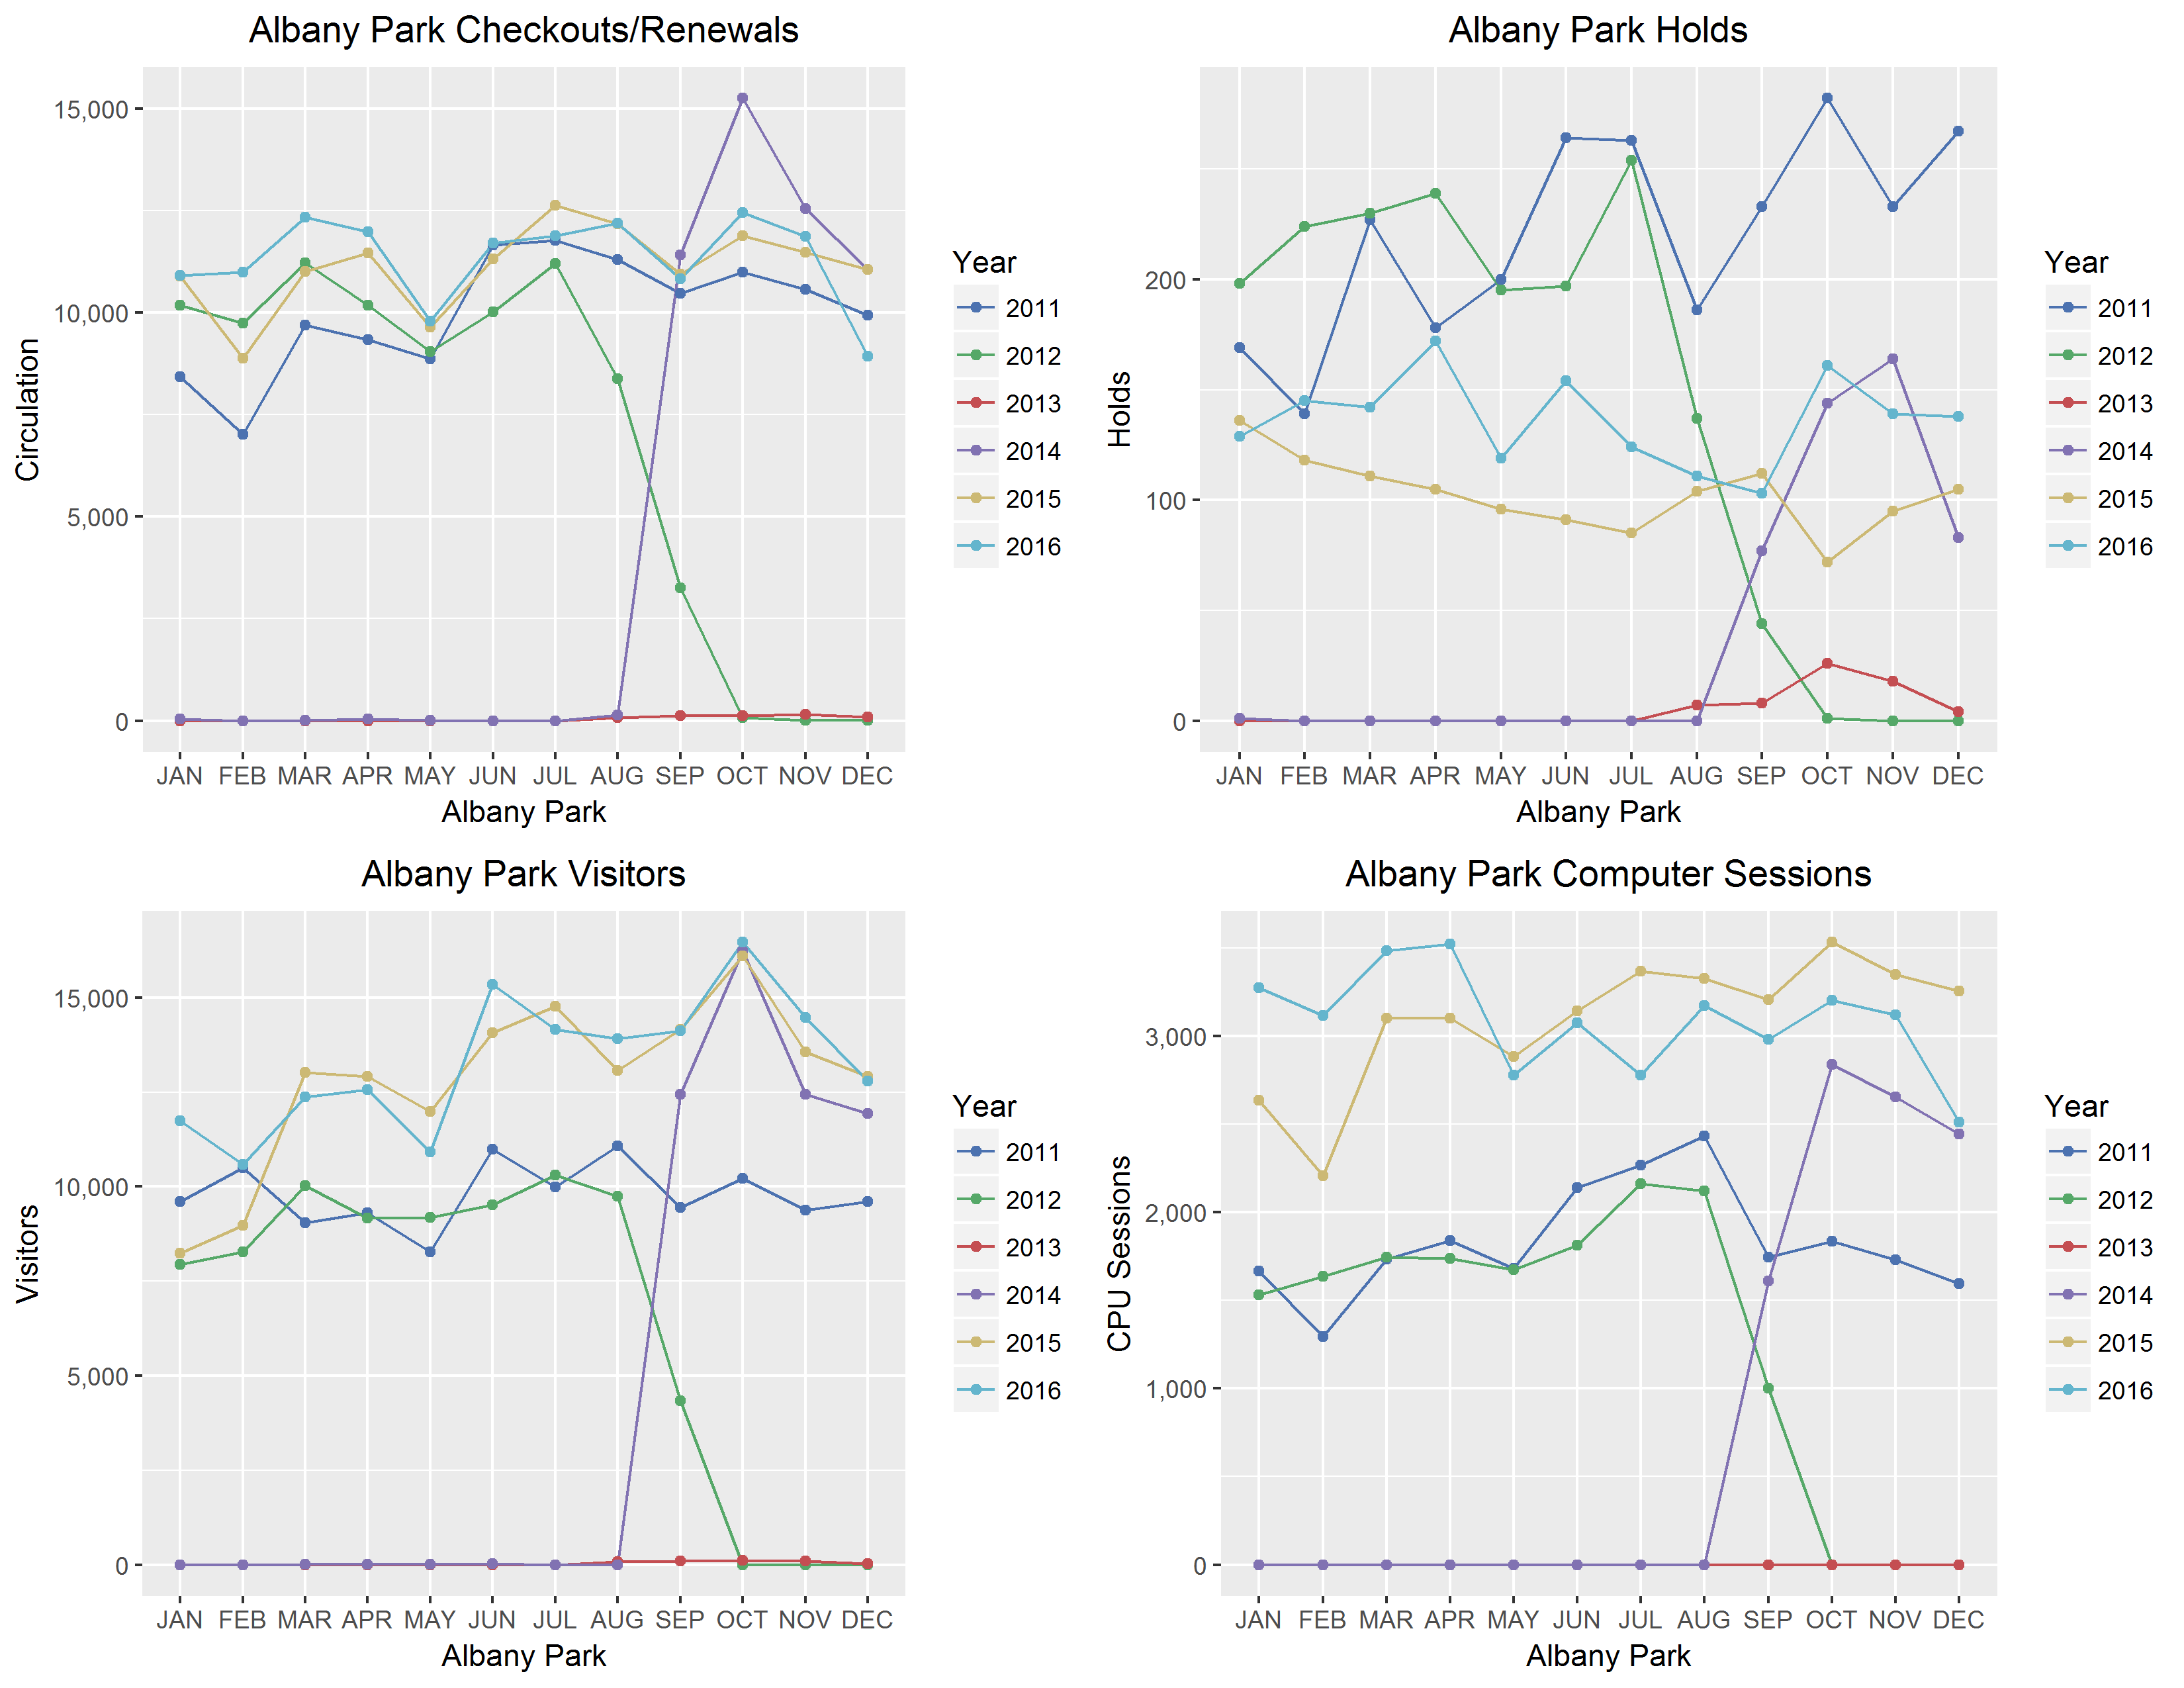 Albany Park Checkouts/Renewals
15,000
10,000
5,000
0
Circulation
JAN FEB MAR APR MAY JUN JUL AUG SEP OCT NOV DEC
Albany Park
Year
2011
2012
2013
2014
2015
2016
Albany Park Holds
200
100
0
Holds
JAN FEB MAR APR MAY JUN JUL AUG SEP OCT NOV DEC
Albany Park
Year
2011
2012
2013
2014
2015
2016
Albany Park Visitors
15,000
10,000
5,000
0
Visitors
JAN FEB MAR APR MAY JUN JUL AUG SEP OCT NOV DEC
Albany Park
Year
2011
2012
2013
2014
2015
2016
Albany Park Computer Sessions
3,000
2,000
1,000
0
CPU Sessions
JAN FEB MAR APR MAY JUN JUL AUG SEP OCT NOV DEC
Albany Park
Year
2011
2012
2013
2014
2015
2016